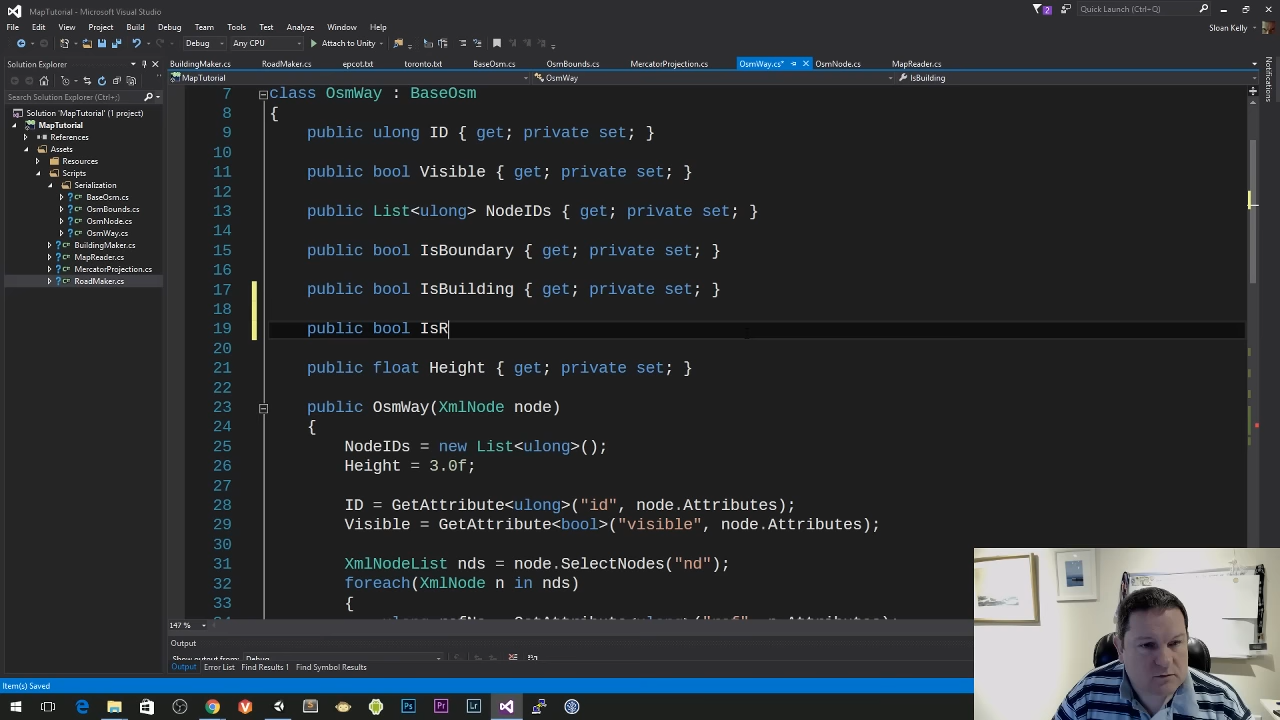 MapTutorial - Microsoft Visual Studio
2
Quick Launch (Ctrl+Q)
File Edit View Project Build Debug Team Tools Test Analyze Window Help
Sloan Kelly
Debug Any CPU Attach to Unity
Solution Explorer
BuildingMaker.cs RoadMaker.cs epcot.txt toronto.txt BaseOsm.cs OsmBounds.cs MercatorProjection.cs OsmWay.cs* OsmNode.cs MapReader.cs
MapTutorial OsmWay IsBuilding
Notifications
Search Solution Explorer (Ctrl+;)
Solution 'MapTutorial' (1 project)
MapTutorial
References
Assets
Resources
Scripts
Serialization
BaseOsm.cs
OsmBounds.cs
OsmNode.cs
OsmWay.cs
BuildingMaker.cs
MapReader.cs
MercatorProjection.cs
RoadMaker.cs
7 class OsmWay : BaseOsm
8 {
9 public ulong ID { get; private set; }
10
11 public bool Visible { get; private set; }
12
13 public List<ulong> NodeIDs { get; private set; }
14
15 public bool IsBoundary { get; private set; }
16
17 public bool IsBuilding { get; private set; }
18
19 public bool IsR
20
21 public float Height { get; private set; }
22
23 public OsmWay(XmlNode node)
24 {
25 NodeIDs = new List<ulong>();
26 Height = 3.0f;
27
28 ID = GetAttribute<ulong>("id", node.Attributes);
29 Visible = GetAttribute<bool>("visible", node.Attributes);
30
31 XmlNodeList nds = node.SelectNodes("nd");
32 foreach(XmlNode n in nds)
33 {
147 %
Output
Show output from: Debug
Output Error List Find Results 1 Find Symbol Results
Item(s) Saved